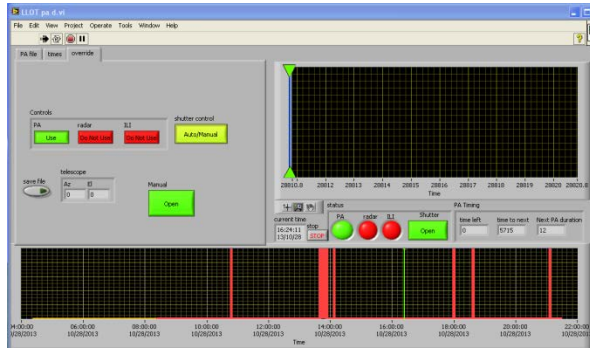 LLOT pa d.vi
File Edit View Project Operate Tools Window Help
PA file times override
Controls
PA radar ILI
Use Do Not Use Do Not Use
shutter control
Auto/Manual
save file
telescope
Az El
0 0
Manual
Open
28010.0 28012 28013 28014 28015 28016 28017 28018 28019 28020 28020.0
Time
current time
16:24:11
13/10/28
stop
STOP
status
PA radar ILI Shutter
Open
PA Timing
time left time to next Next PA duration
0 5715 12
04:00:00 06:00:00 08:00:00 10:00:00 12:00:00 14:00:00 16:00:00 18:00:00 20:00:00 22:00:00
10/28/2013 10/28/2013 10/28/2013 10/28/2013 10/28/2013 10/28/2013 10/28/2013 10/28/2013 10/28/2013
Time